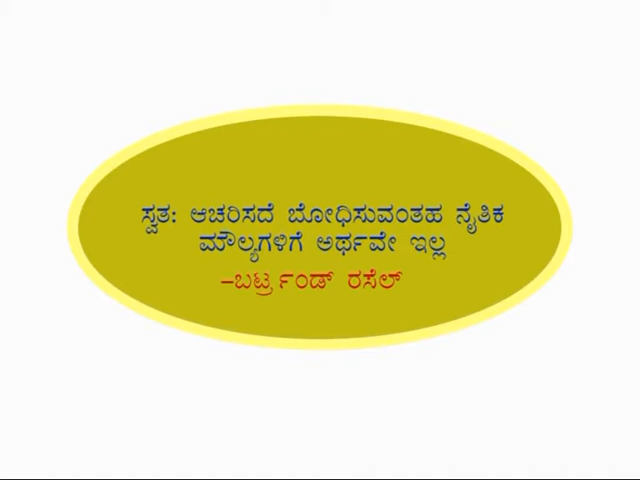 ಸ್ವತಃ ಆಚರಿಸದೆ ಬೋಧಿಸುವಂತಹ ನೈತಿಕ
ಮೌಲ್ಯಗಳಿಗೆ ಅರ್ಥವೇ ಇಲ್ಲ
–ಬರ್ಟ್ರಂಡ್ ರಸೆಲ್